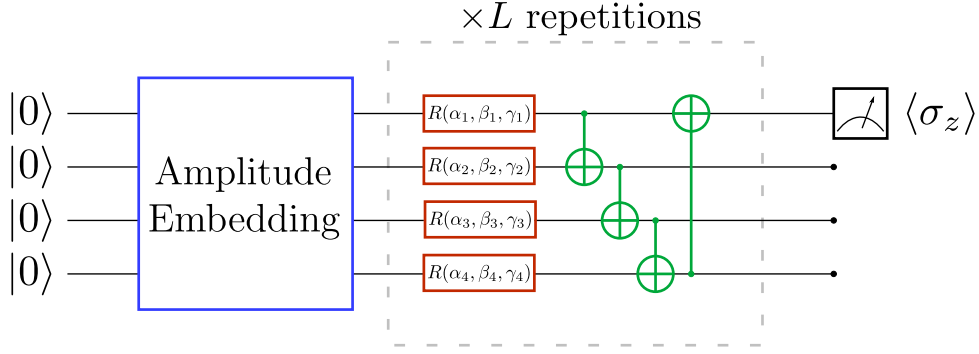 ×L repetitions
|0⟩
|0⟩
|0⟩
|0⟩
Amplitude
Embedding
R(α₁, β₁, γ₁)
R(α₂, β₂, γ₂)
R(α₃, β₃, γ₃)
R(α₄, β₄, γ₄)
⟨σ_z⟩